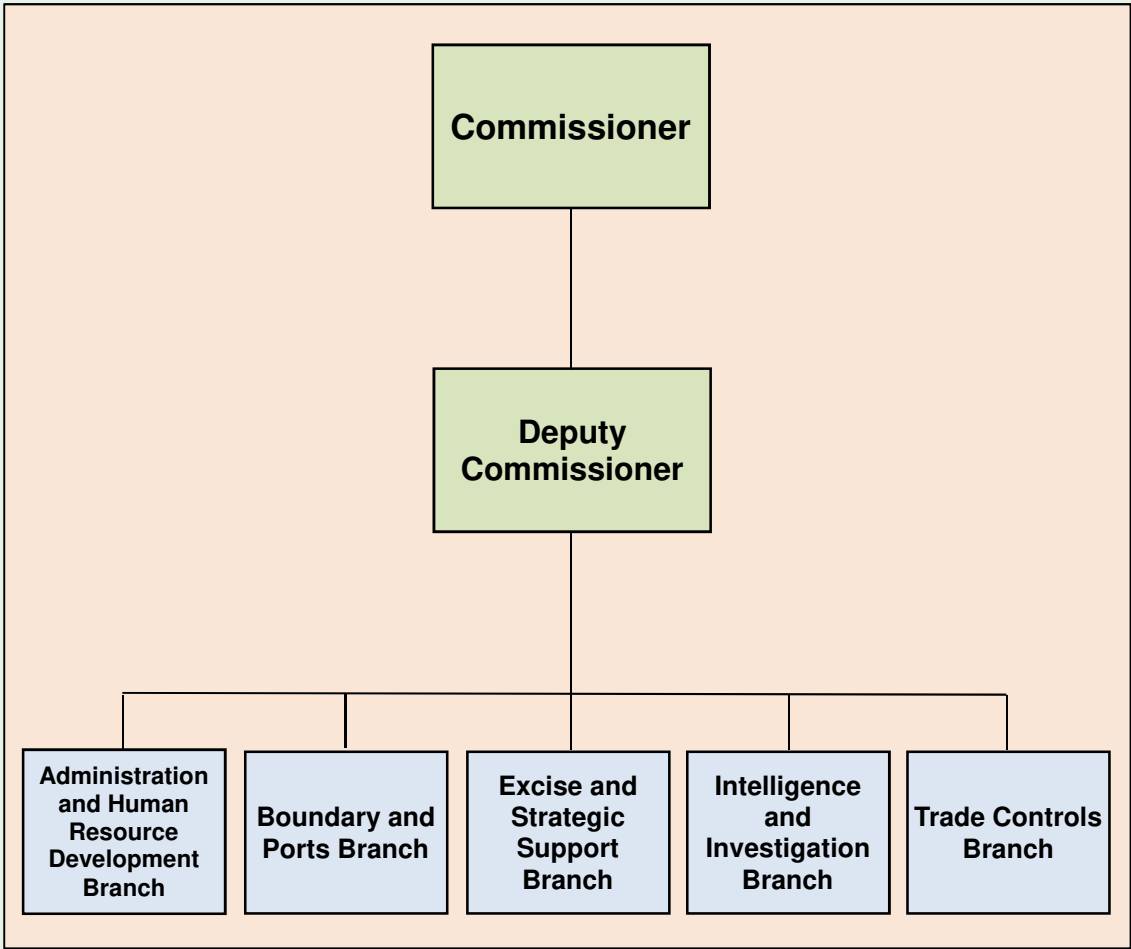 Commissioner
Deputy
Commissioner
Administration
and Human
Resource
Development
Branch
Boundary and
Ports Branch
Excise and
Strategic
Support
Branch
Intelligence
and
Investigation
Branch
Trade Controls
Branch